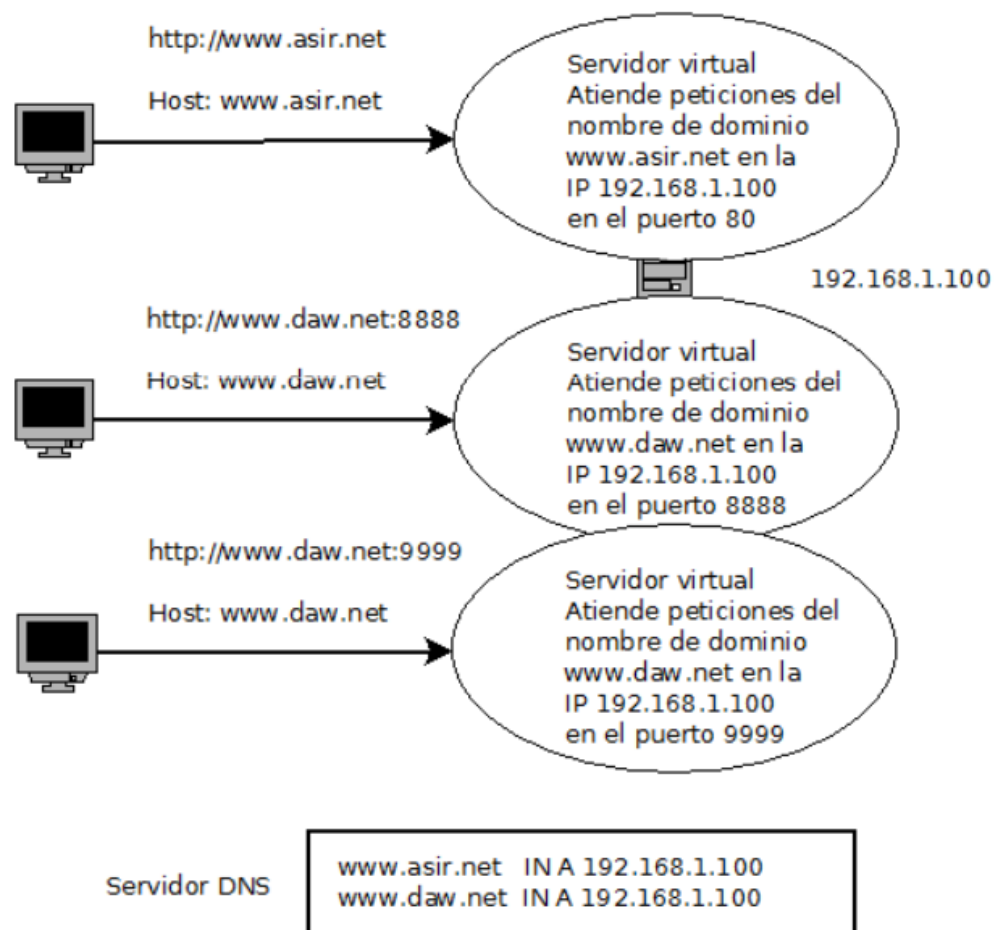 http://www.asir.net
Host: www.asir.net
Servidor virtual
Atiende peticiones del
nombre de dominio
www.asir.net en la
IP 192.168.1.100
en el puerto 80
192.168.1.100
http://www.daw.net:8888
Host: www.daw.net
Servidor virtual
Atiende peticiones del
nombre de dominio
www.daw.net en la
IP 192.168.1.100
en el puerto 8888
http://www.daw.net:9999
Host: www.daw.net
Servidor virtual
Atiende peticiones del
nombre de dominio
www.daw.net en la
IP 192.168.1.100
en el puerto 9999
Servidor DNS
www.asir.net IN A 192.168.1.100
www.daw.net IN A 192.168.1.100